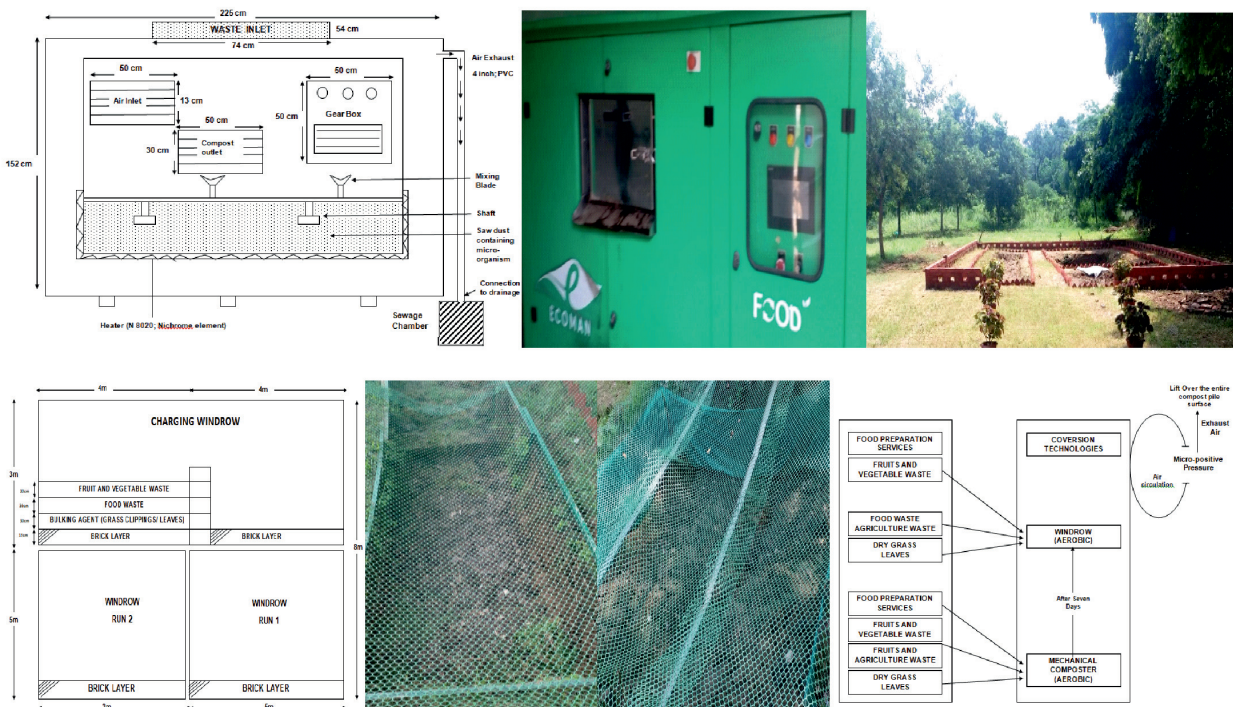 225 cm
WASTE INLET
54 cm
74 cm
Air Exhaust
4 inch; PVC
50 cm
Air Inlet
13 cm
50 cm
Compost
outlet
30 cm
50 cm
50 cm
Gear Box
152 cm
Mixing
Blade
Shaft
Saw dust
containing
micro-
organism
Connection
to drainage
Sewage
Chamber
Heater (N 8020; Nichrome element)
ECOMAN
FOOD
4m
4m
CHARGING WINDROW
3m
FRUIT AND VEGETABLE WASTE
FOOD WASTE
BULKING AGENT (GRASS CLIPPINGS/ LEAVES)
BRICK LAYER
BRICK LAYER
8m
5m
WINDROW
RUN 2
WINDROW
RUN 1
BRICK LAYER
BRICK LAYER
FOOD PREPARATION
SERVICES
FRUITS AND
VEGETABLE WASTE
FOOD WASTE
AGRICULTURE WASTE
DRY GRASS
LEAVES
FOOD PREPARATION
SERVICES
FRUITS AND
VEGETABLE WASTE
FRUITS AND
AGRICULTURE WASTE
DRY GRASS
LEAVES
COVERSION
TECHNOLOGIES
WINDROW
(AEROBIC)
After Seven
Days
MECHANICAL
COMPOSTER
(AEROBIC)
Lift Over the entire
compost pile
surface
Exhaust
Air
Micro-positive
Pressure
Air
circulation